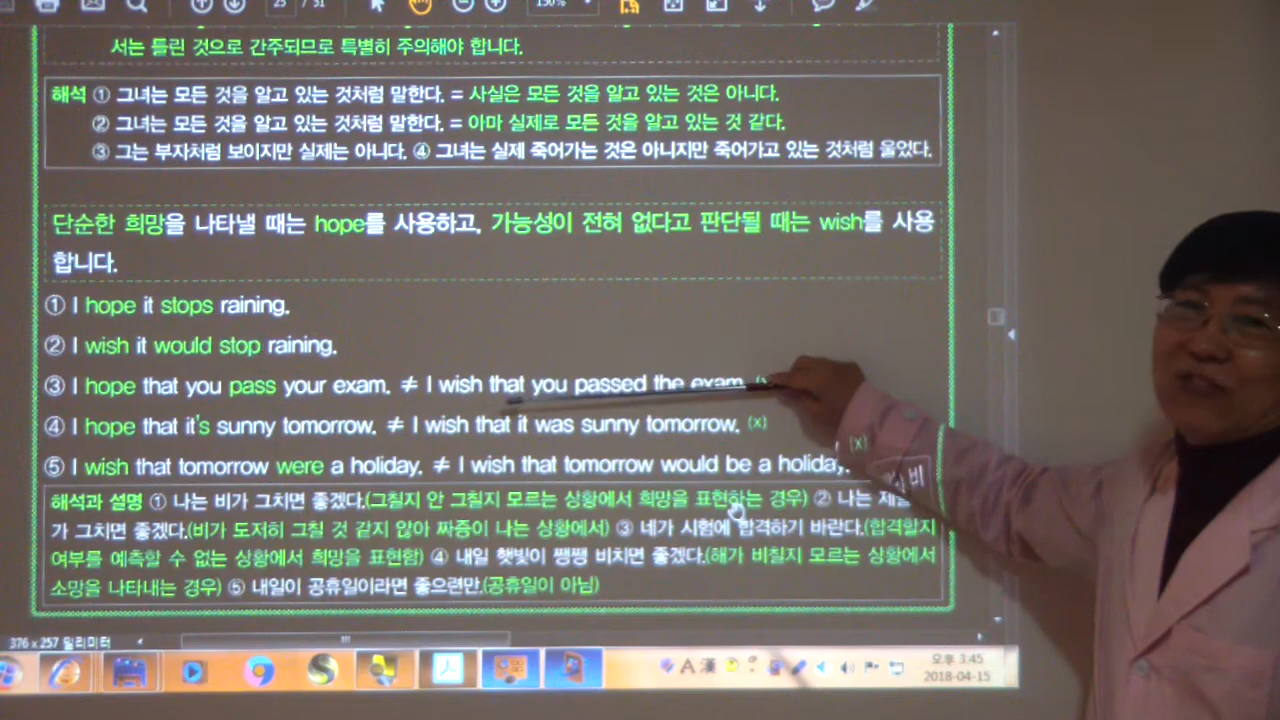 25 / 51
150%
서는 틀린 것으로 간주되므로 특별히 주의해야 합니다.
해석 ① 그녀는 모든 것을 알고 있는 것처럼 말한다. = 사실은 모든 것을 알고 있는 것은 아니다.
② 그녀는 모든 것을 알고 있는 것처럼 말한다. = 아마 실제로 모든 것을 알고 있는 것 같다.
③ 그는 부자처럼 보이지만 실제는 아니다. ④ 그녀는 실제 죽어가는 것은 아니지만 죽어가고 있는 것처럼 울었다.
단순한 희망을 나타낼 때는 hope를 사용하고, 가능성이 전혀 없다고 판단될 때는 wish를 사용
합니다.
① I hope it stops raining.
② I wish it would stop raining.
③ I hope that you pass your exam. ≠ I wish that you passed the exam.
④ I hope that it's sunny tomorrow. ≠ I wish that it was sunny tomorrow. (x)
⑤ I wish that tomorrow were a holiday. ≠ I wish that tomorrow would be a holiday. (x)
해석과 설명 ① 나는 비가 그치면 좋겠다.(그칠지 안 그칠지 모르는 상황에서 희망을 표현하는 경우) ② 나는 제발 비
가 그치면 좋겠다.(비가 도저히 그칠 것 같지 않아 짜증이 나는 상황에서) ③ 네가 시험에 합격하기 바란다.(합격할지
여부를 예측할 수 없는 상황에서 희망을 표현함) ④ 내일 햇빛이 쨍쨍 비치면 좋겠다.(해가 비칠지 모르는 상황에서
소망을 나타내는 경우) ⑤ 내일이 공휴일이라면 좋으련만.(공휴일이 아님)
376 x 257 밀리미터
A 漢
오후 3:45
2018-04-15